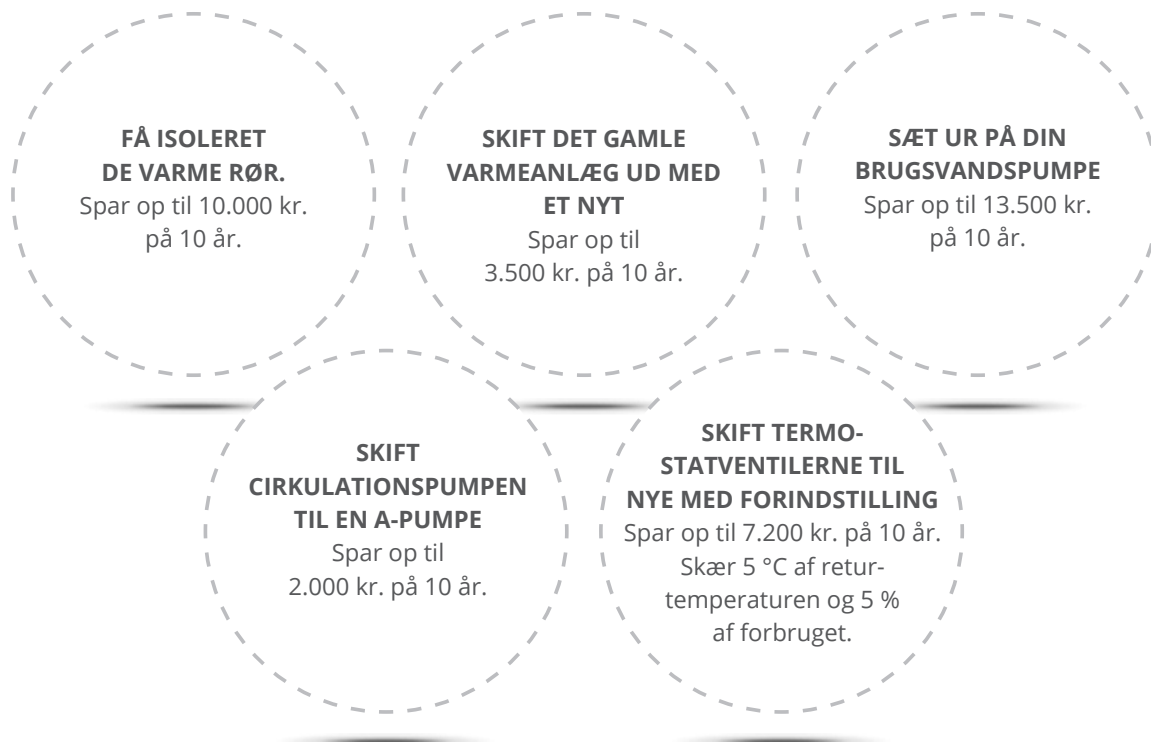 FÅ ISOLERET
DE VARME RØR.
Spar op til 10.000 kr.
på 10 år.
SKIFT DET GAMLE
VARMEANLÆG UD MED
ET NYT
Spar op til
3.500 kr. på 10 år.
SÆT UR PÅ DIN
BRUGSVANDSPUMPE
Spar op til 13.500 kr.
på 10 år.
SKIFT
CIRKULATIONSPUMPEN
TIL EN A-PUMPE
Spar op til
2.000 kr. på 10 år.
SKIFT TERMO-
STATVENTILERNE TIL
NYE MED FORINDSTILLING
Spar op til 7.200 kr. på 10 år.
Skær 5 °C af retur-
temperaturen og 5 %
af forbruget.